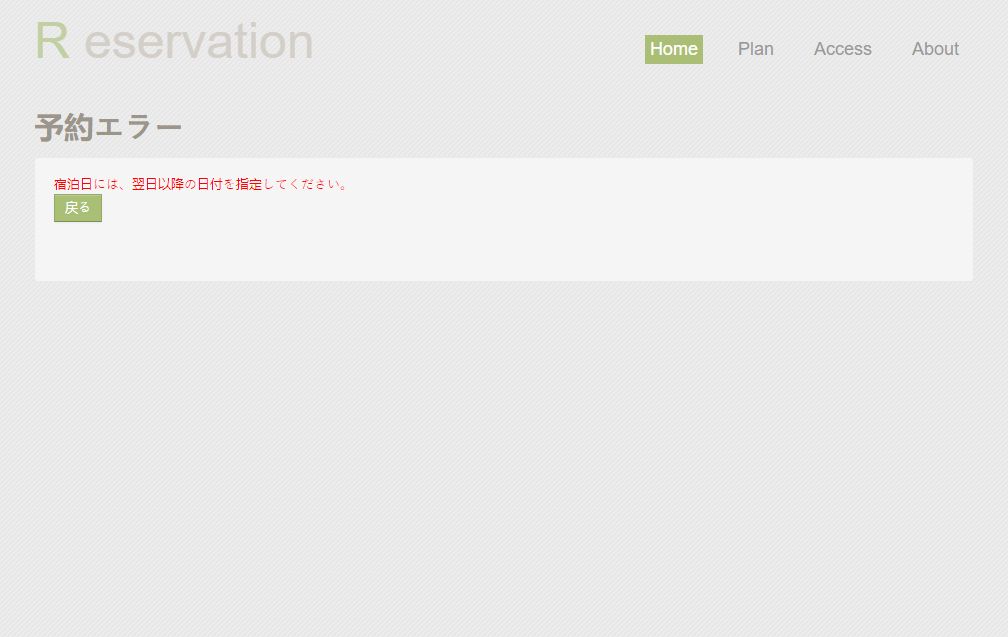 R eservation
Home Plan Access About
予約エラー
宿泊日には、翌日以降の日付を指定してください。
戻る